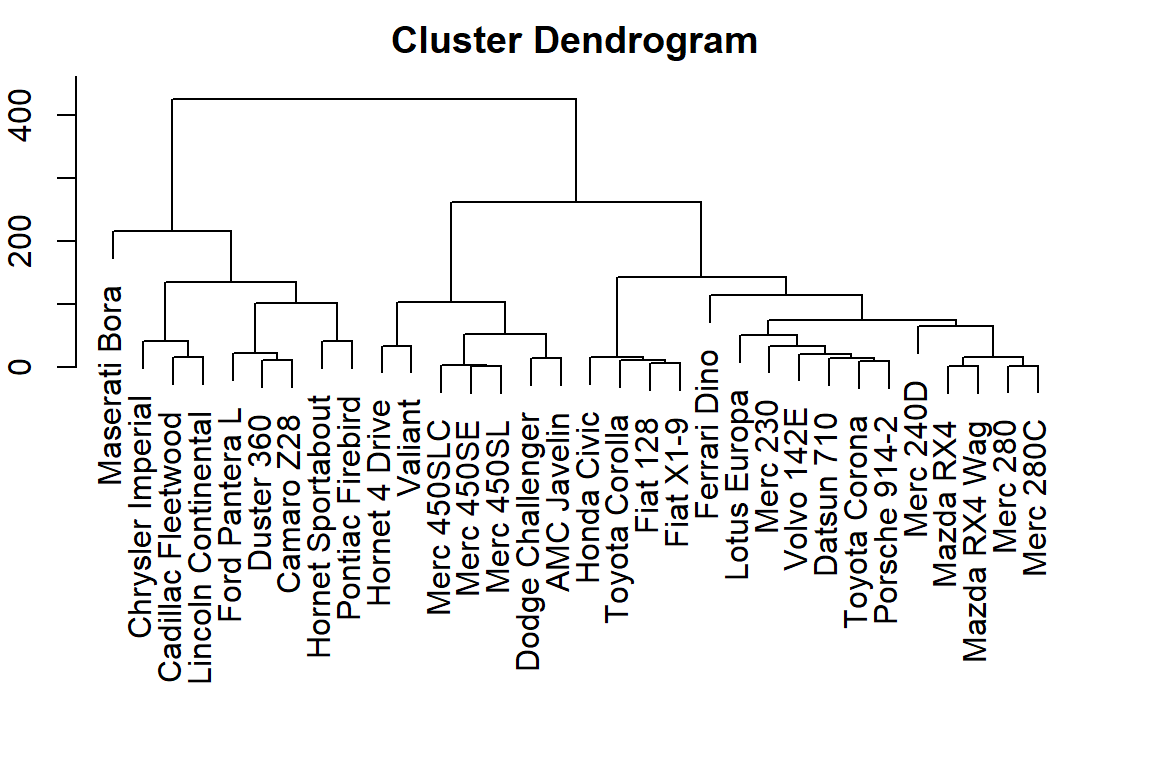 Cluster Dendrogram
400
200
0
Maserati Bora
Chrysler Imperial
Cadillac Fleetwood
Lincoln Continental
Ford Pantera L
Duster 360
Camaro Z28
Hornet Sportabout
Pontiac Firebird
Hornet 4 Drive
Valiant
Merc 450SLC
Merc 450SE
Merc 450SL
Dodge Challenger
AMC Javelin
Honda Civic
Toyota Corolla
Fiat 128
Fiat X1-9
Ferrari Dino
Lotus Europa
Merc 230
Volvo 142E
Datsun 710
Toyota Corona
Porsche 914-2
Merc 240D
Mazda RX4
Mazda RX4 Wag
Merc 280
Merc 280C